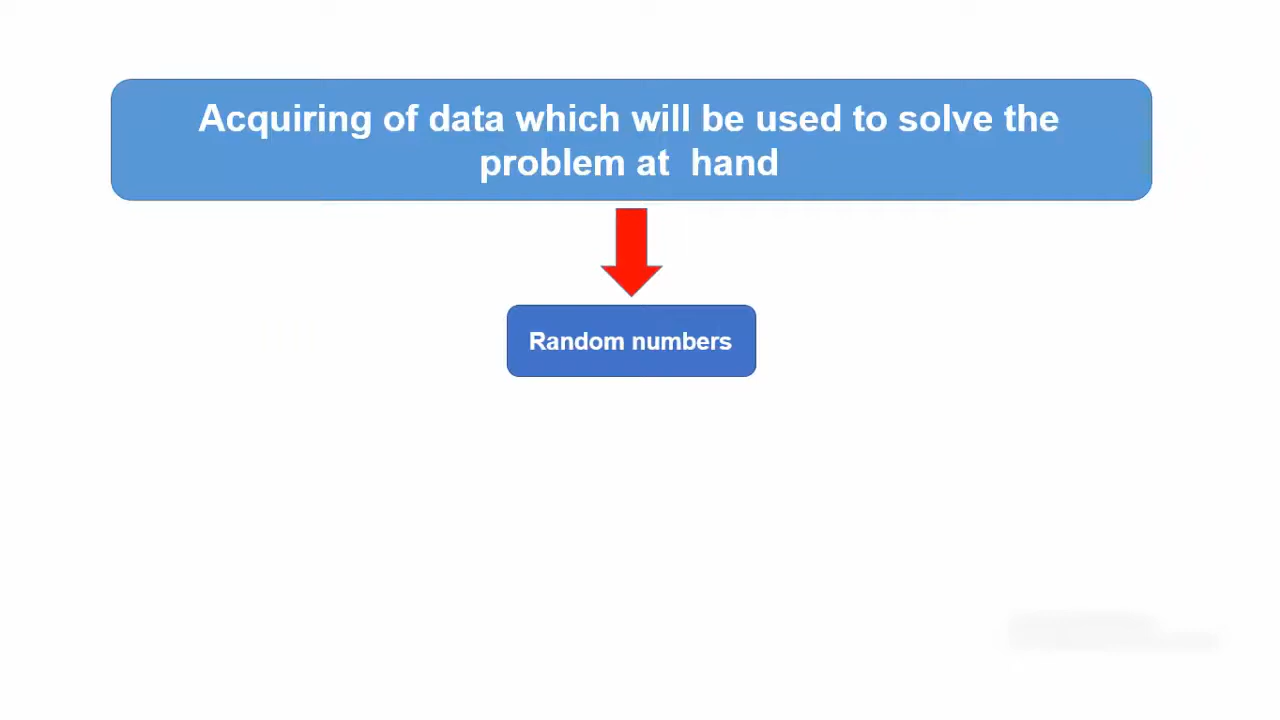 Acquiring of data which will be used to solve the
problem at  hand
Random numbers